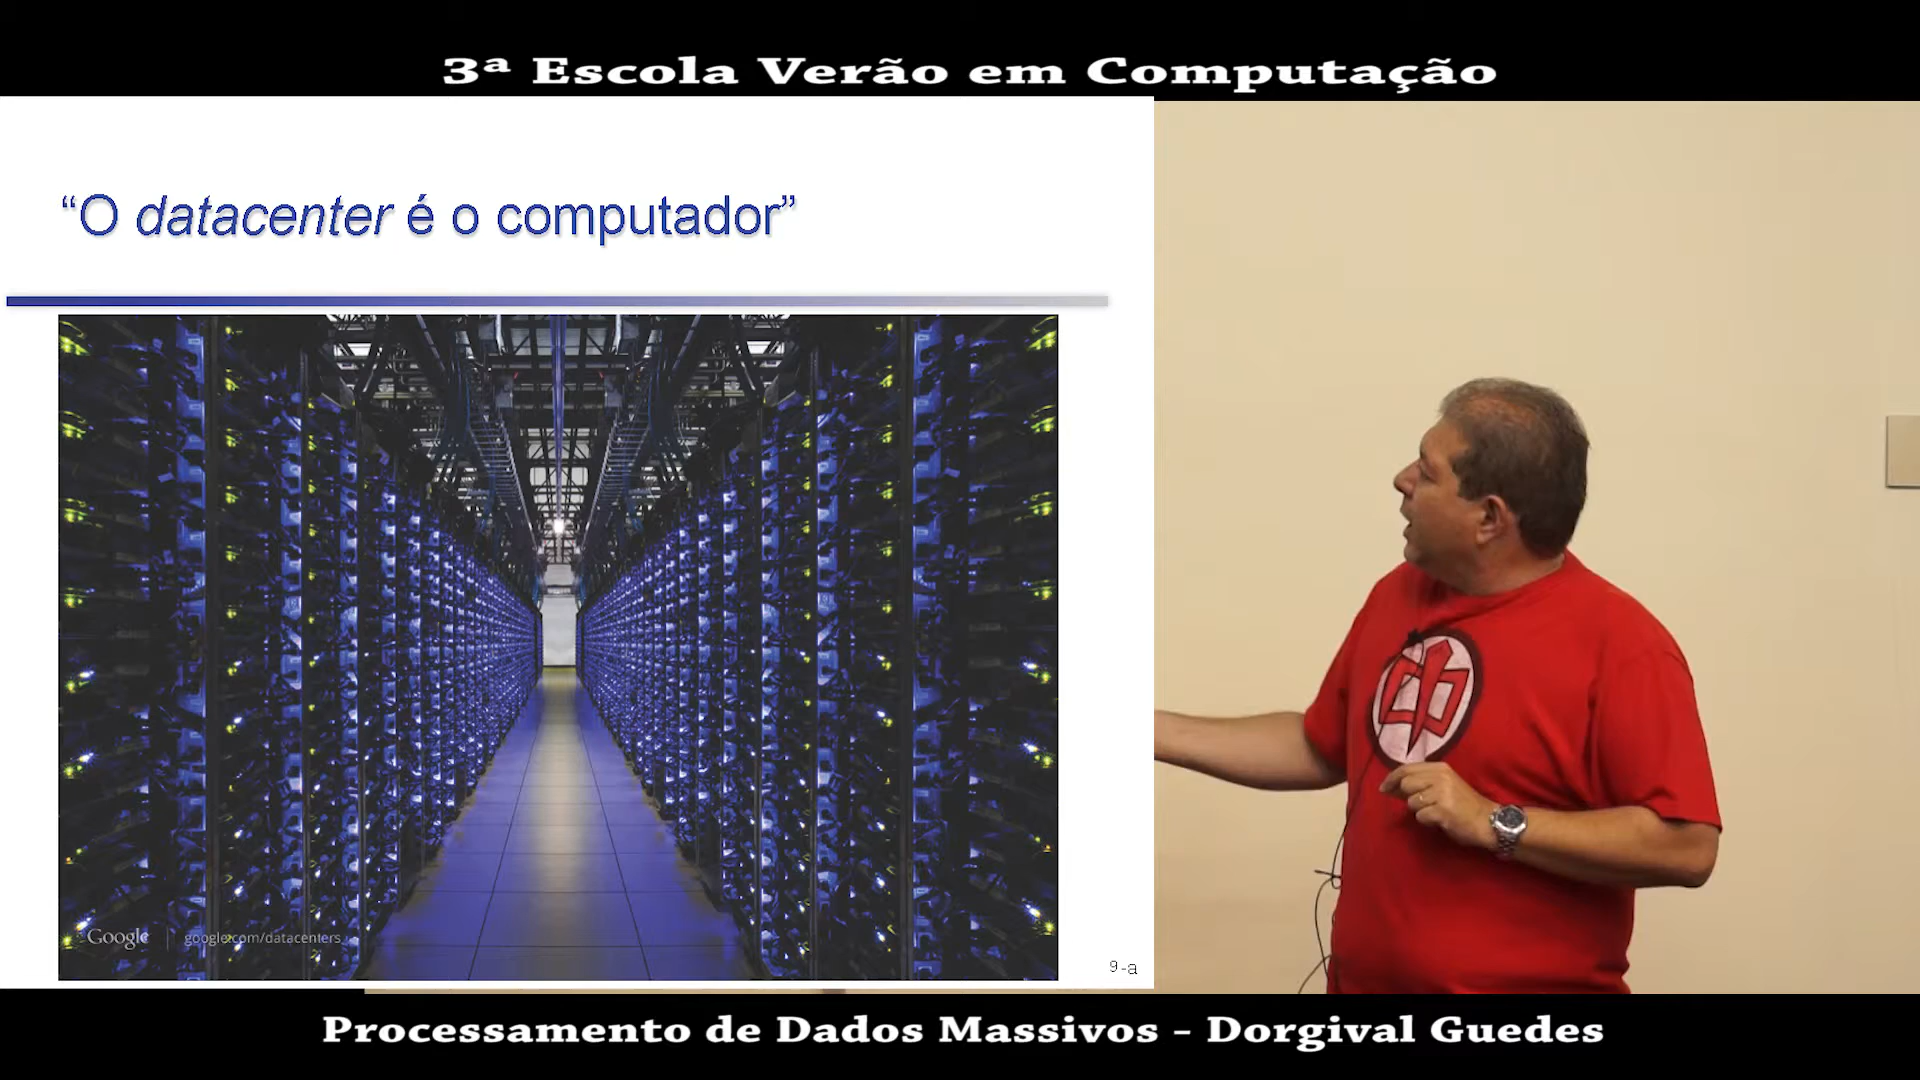 3ª Escola Verão em Computação
“O datacenter é o computador”
Google | google.com/datacenters
9-a
Processamento de Dados Massivos – Dorgival Guedes